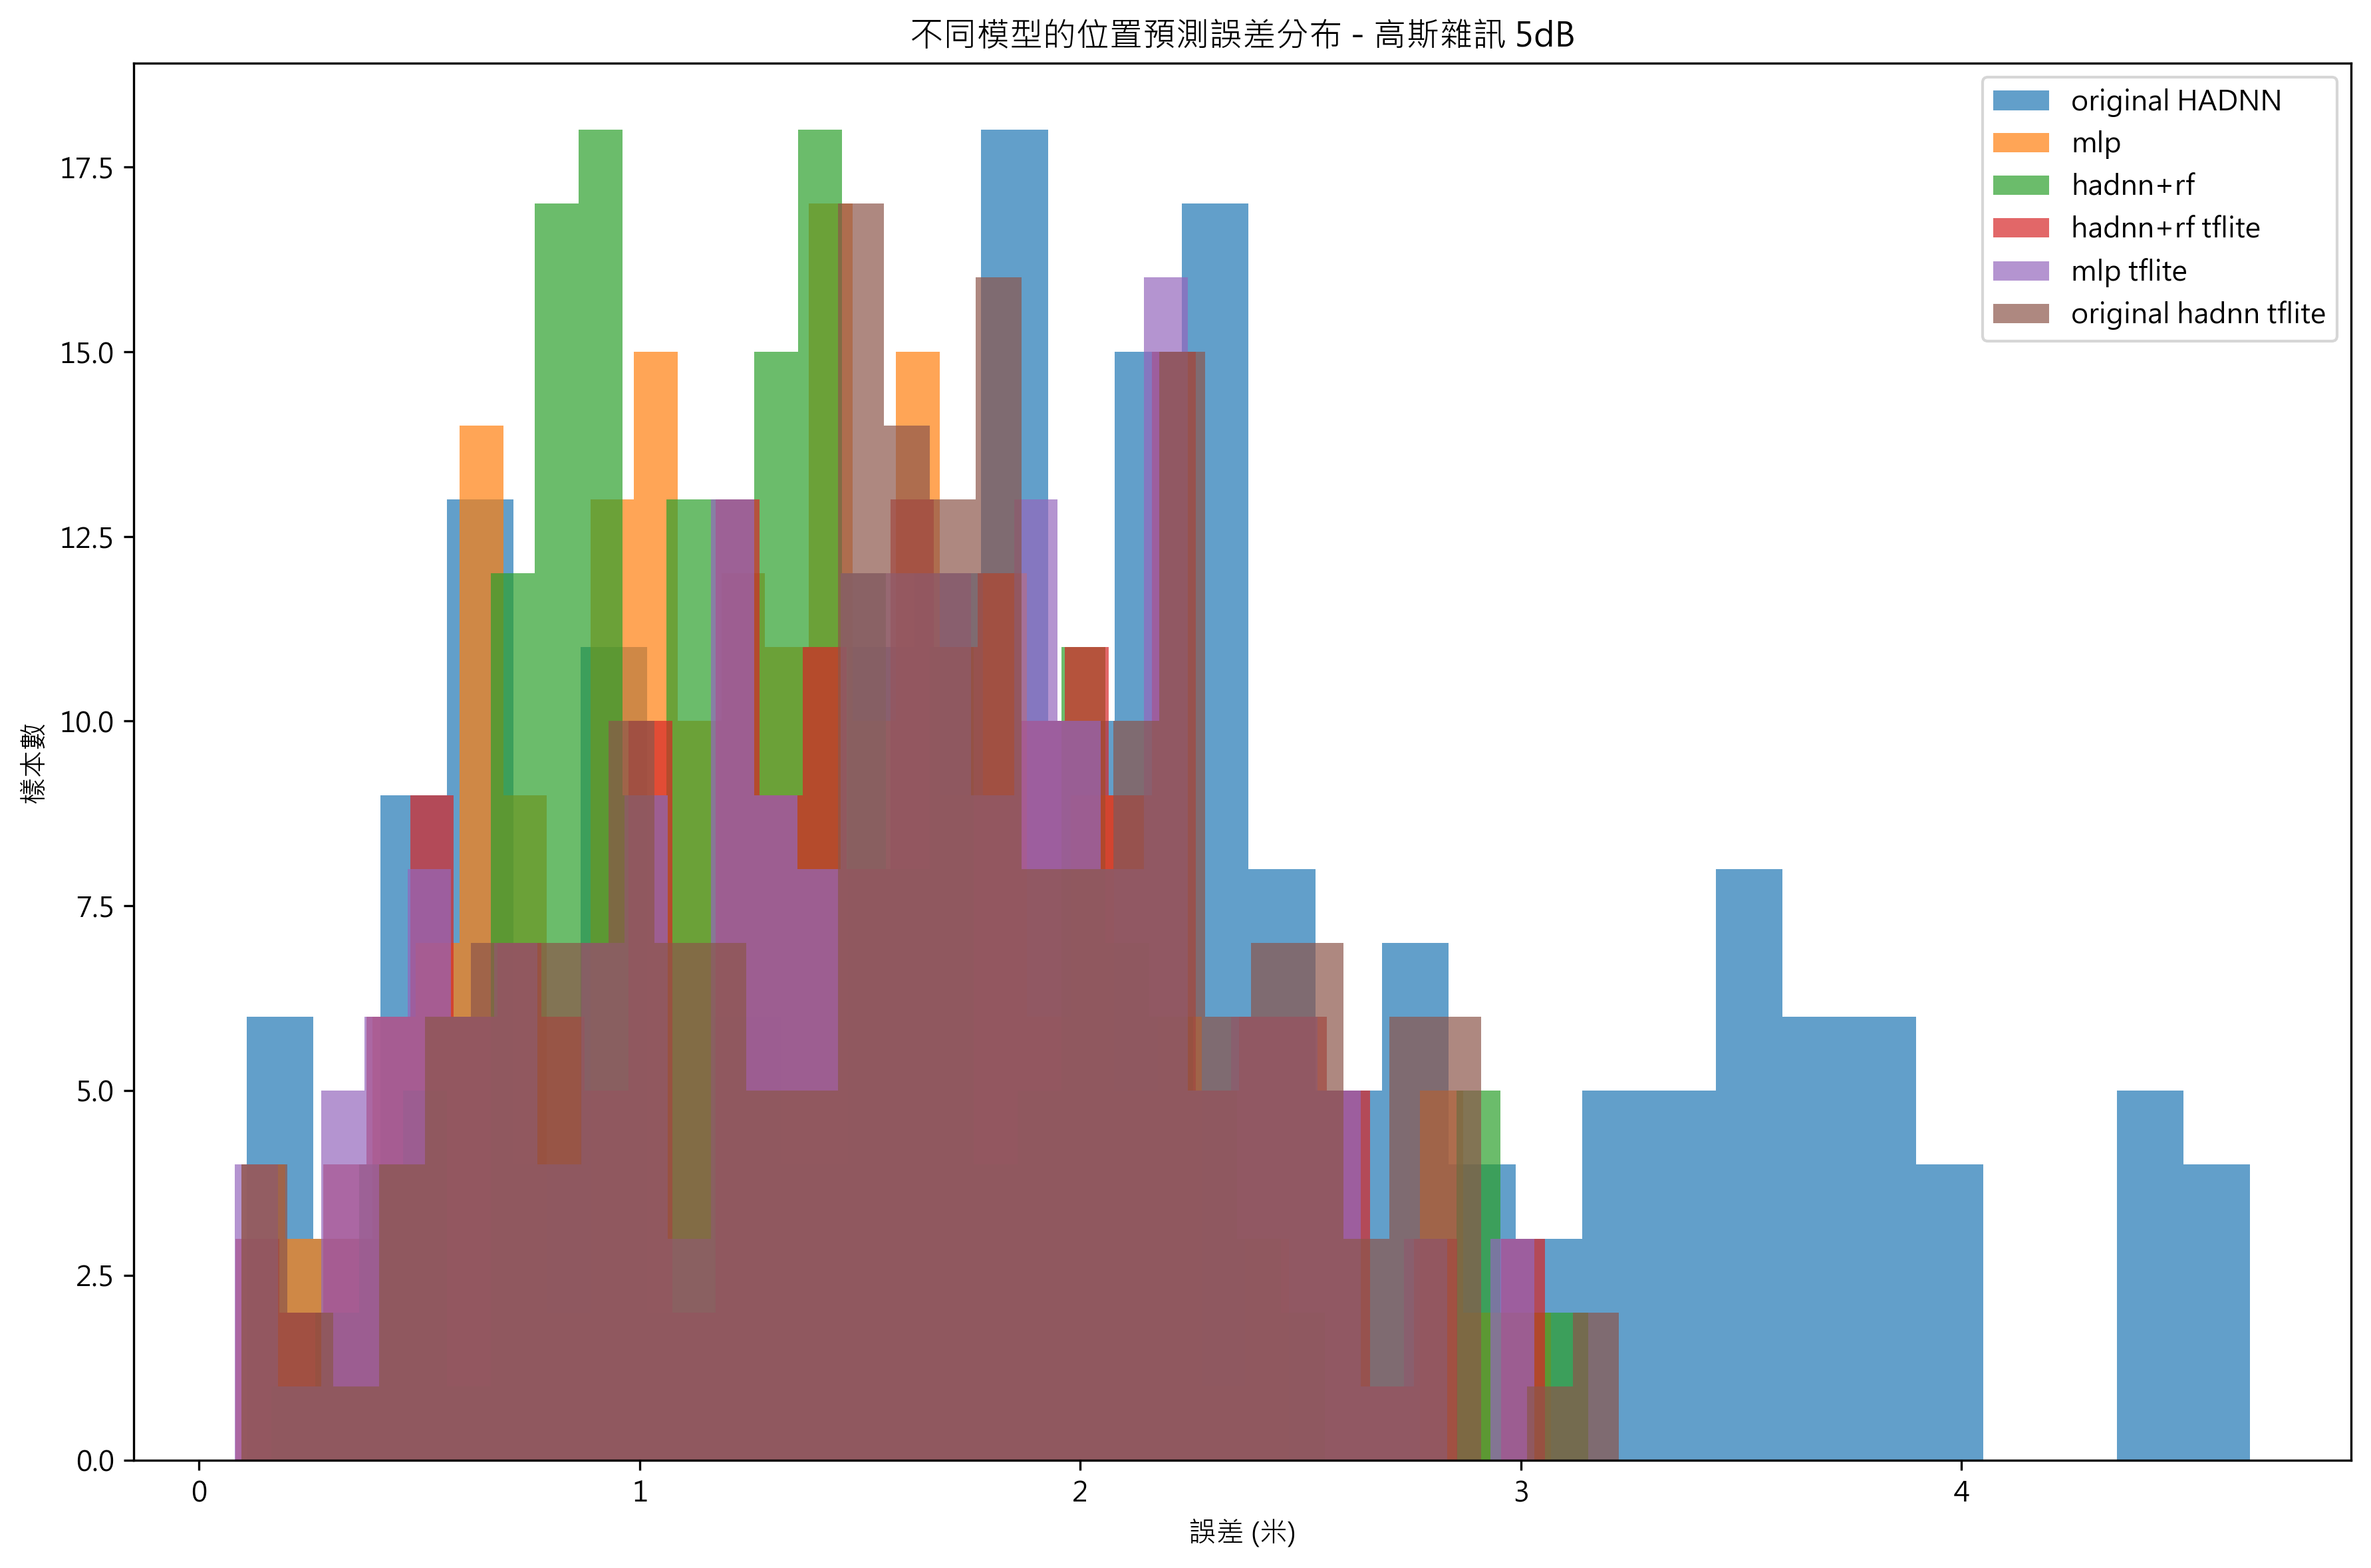 不同模型的位置預測誤差分布 - 高斯雜訊 5dB
original HADNN
mlp
hadnn+rf
hadnn+rf tflite
mlp tflite
original hadnn tflite
樣本數
17.5
15.0
12.5
10.0
7.5
5.0
2.5
0.0
0 1 2 3 4
誤差 (米)